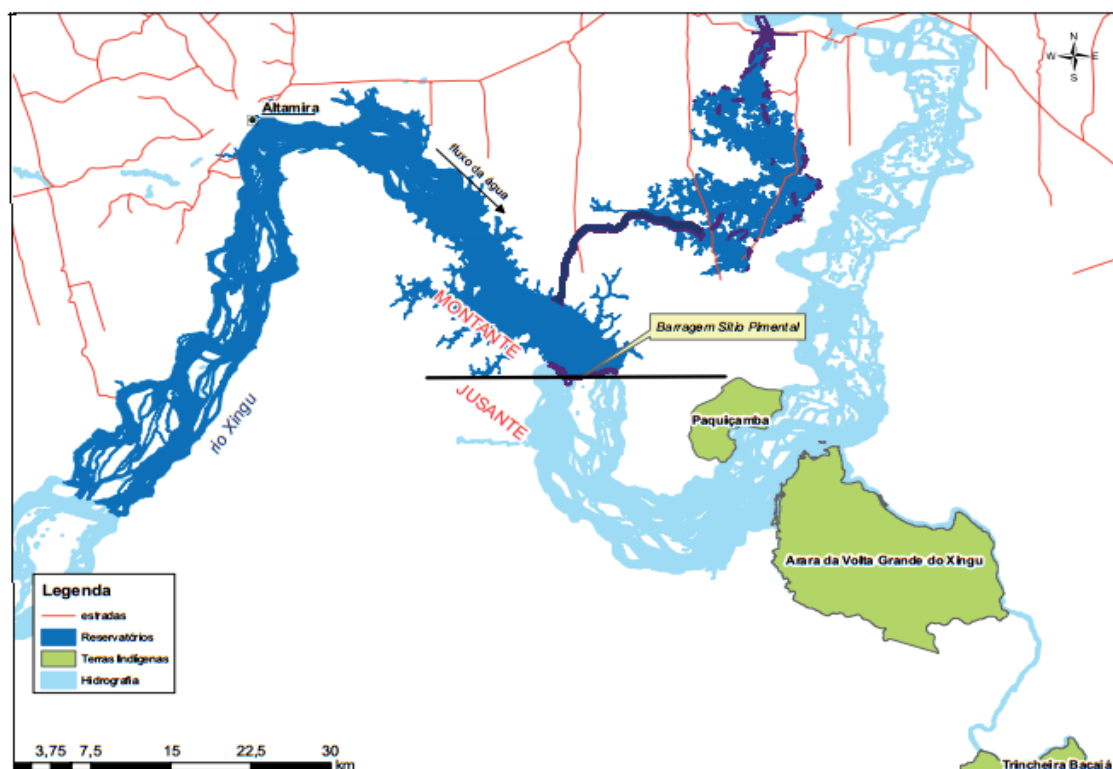 N
W E
S
Altamira
fluxo da água
MONTANTE
Barragem Sítio Pimental
JUSANTE
rio Xingu
Paquiçamba
Arara da Volta Grande do Xingu
Legenda
estradas
Reservatórios
Terras Indígenas
Hidrografia
3,75 7,5 15 22,5 30
km
Trincheira Bacajá